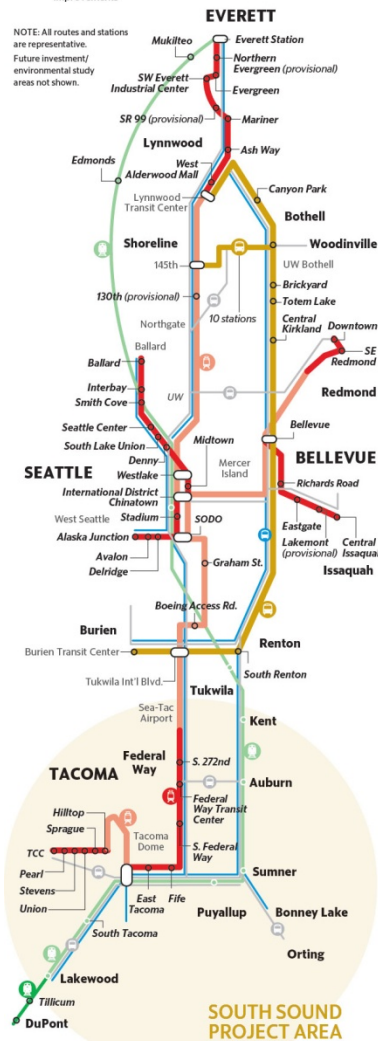 EVERETT
NOTE: All routes and stations
are representative.
Future investment/
environmental study
areas not shown.
Mukilteo
Everett Station
Northern
Evergreen (provisional)
SW Everett
Industrial Center
Evergreen
SR 99 (provisional)
Mariner
Lynnwood
Ash Way
West
Alderwood Mall
Edmonds
Lynnwood
Transit Center
Canyon Park
Bothell
Shoreline
Woodinville
145th
UW Bothell
130th (provisional)
10 stations
Brickyard
Totem Lake
Northgate
Central
Kirkland
Downtown
Ballard
Ballard
SE
Redmond
Interbay
UW
Redmond
Smith Cove
Seattle Center
Bellevue
South Lake Union
Midtown
Denny
BELLEVUE
SEATTLE
Westlake
Mercer
Island
International District
Chinatown
Richards Road
West Seattle
Stadium
Eastgate
Alaska Junction
SODO
Lakemont
(provisional)
Central
Issaquah
Avalon
Graham St.
Issaquah
Delridge
Boeing Access Rd.
Burien
Renton
Burien Transit Center
South Renton
Tukwila Int'l Blvd.
Tukwila
Sea-Tac
Airport
Kent
Federal
Way
S. 272nd
TACOMA
Auburn
Hilltop
Federal
Way Transit
Center
Sprague
Tacoma
Dome
TCC
S. Federal
Way
Pearl
Stevens
Sumner
Union
East
Tacoma
Fife
Puyallup
Bonney Lake
South Tacoma
Orting
Lakewood
Tillicum
DuPont
SOUTH SOUND
PROJECT AREA